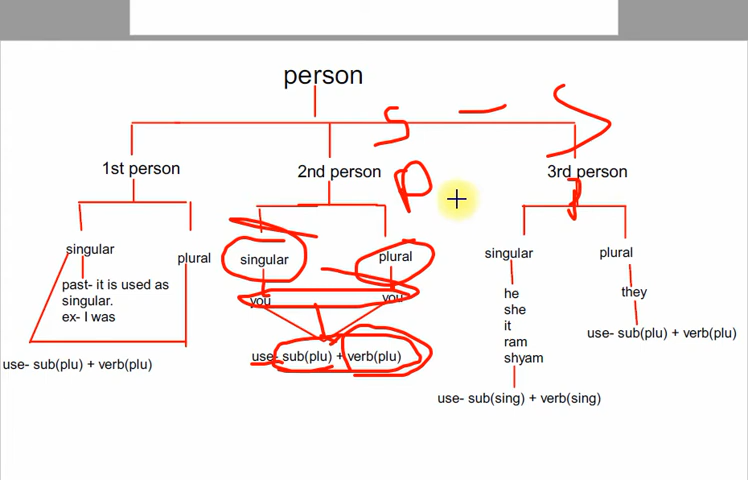 person
S - S
1st person
2nd person
P
3rd person
P
singular
plural
singular
plural
singular
plural
past- it is used as
singular.
ex- I was
you
you
he
she
it
ram
shyam
they
use- sub(plu) + verb(plu)
use- sub(plu) + verb(plu)
use- sub(sing) + verb(sing)
use- sub(plu) + verb(plu)